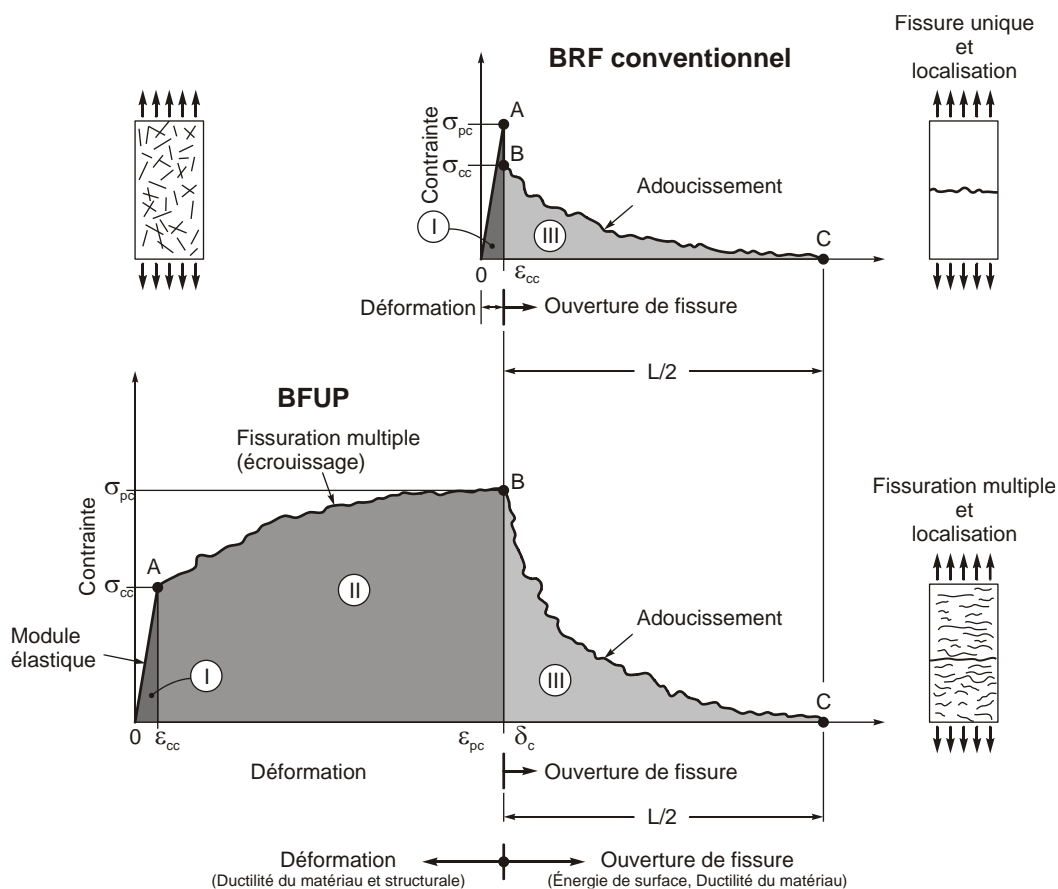 Fissure unique
et
localisation
BRF conventionnel
Contrainte
σpc
A
σcc
B
Adoucissement
I
III
C
0
εcc
Déformation
Ouverture de fissure
L/2
BFUP
Fissuration multiple
(écrouissage)
Contrainte
σpc
B
Fissuration multiple
et
localisation
A
σcc
II
Adoucissement
Module
élastique
I
III
C
0
εcc
εpc
δc
Déformation
Ouverture de fissure
L/2
Déformation
(Ductilité du matériau et structurale)
Ouverture de fissure
(Énergie de surface, Ductilité du matériau)